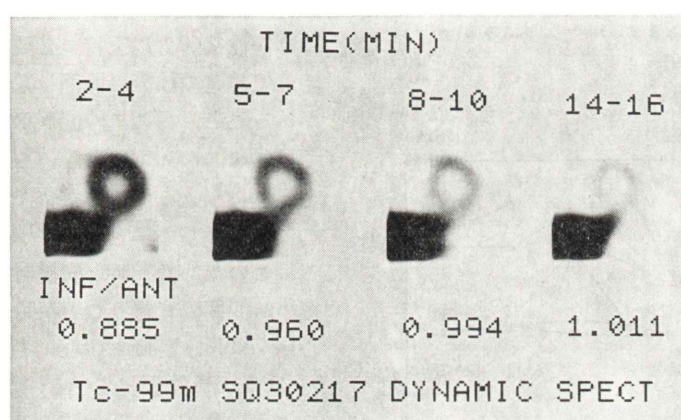 TIME(MIN)
2-4 5-7 8-10 14-16
INF/ANT
0.885 0.960 0.994 1.011
Tc-99m SQ30217 DYNAMIC SPECT